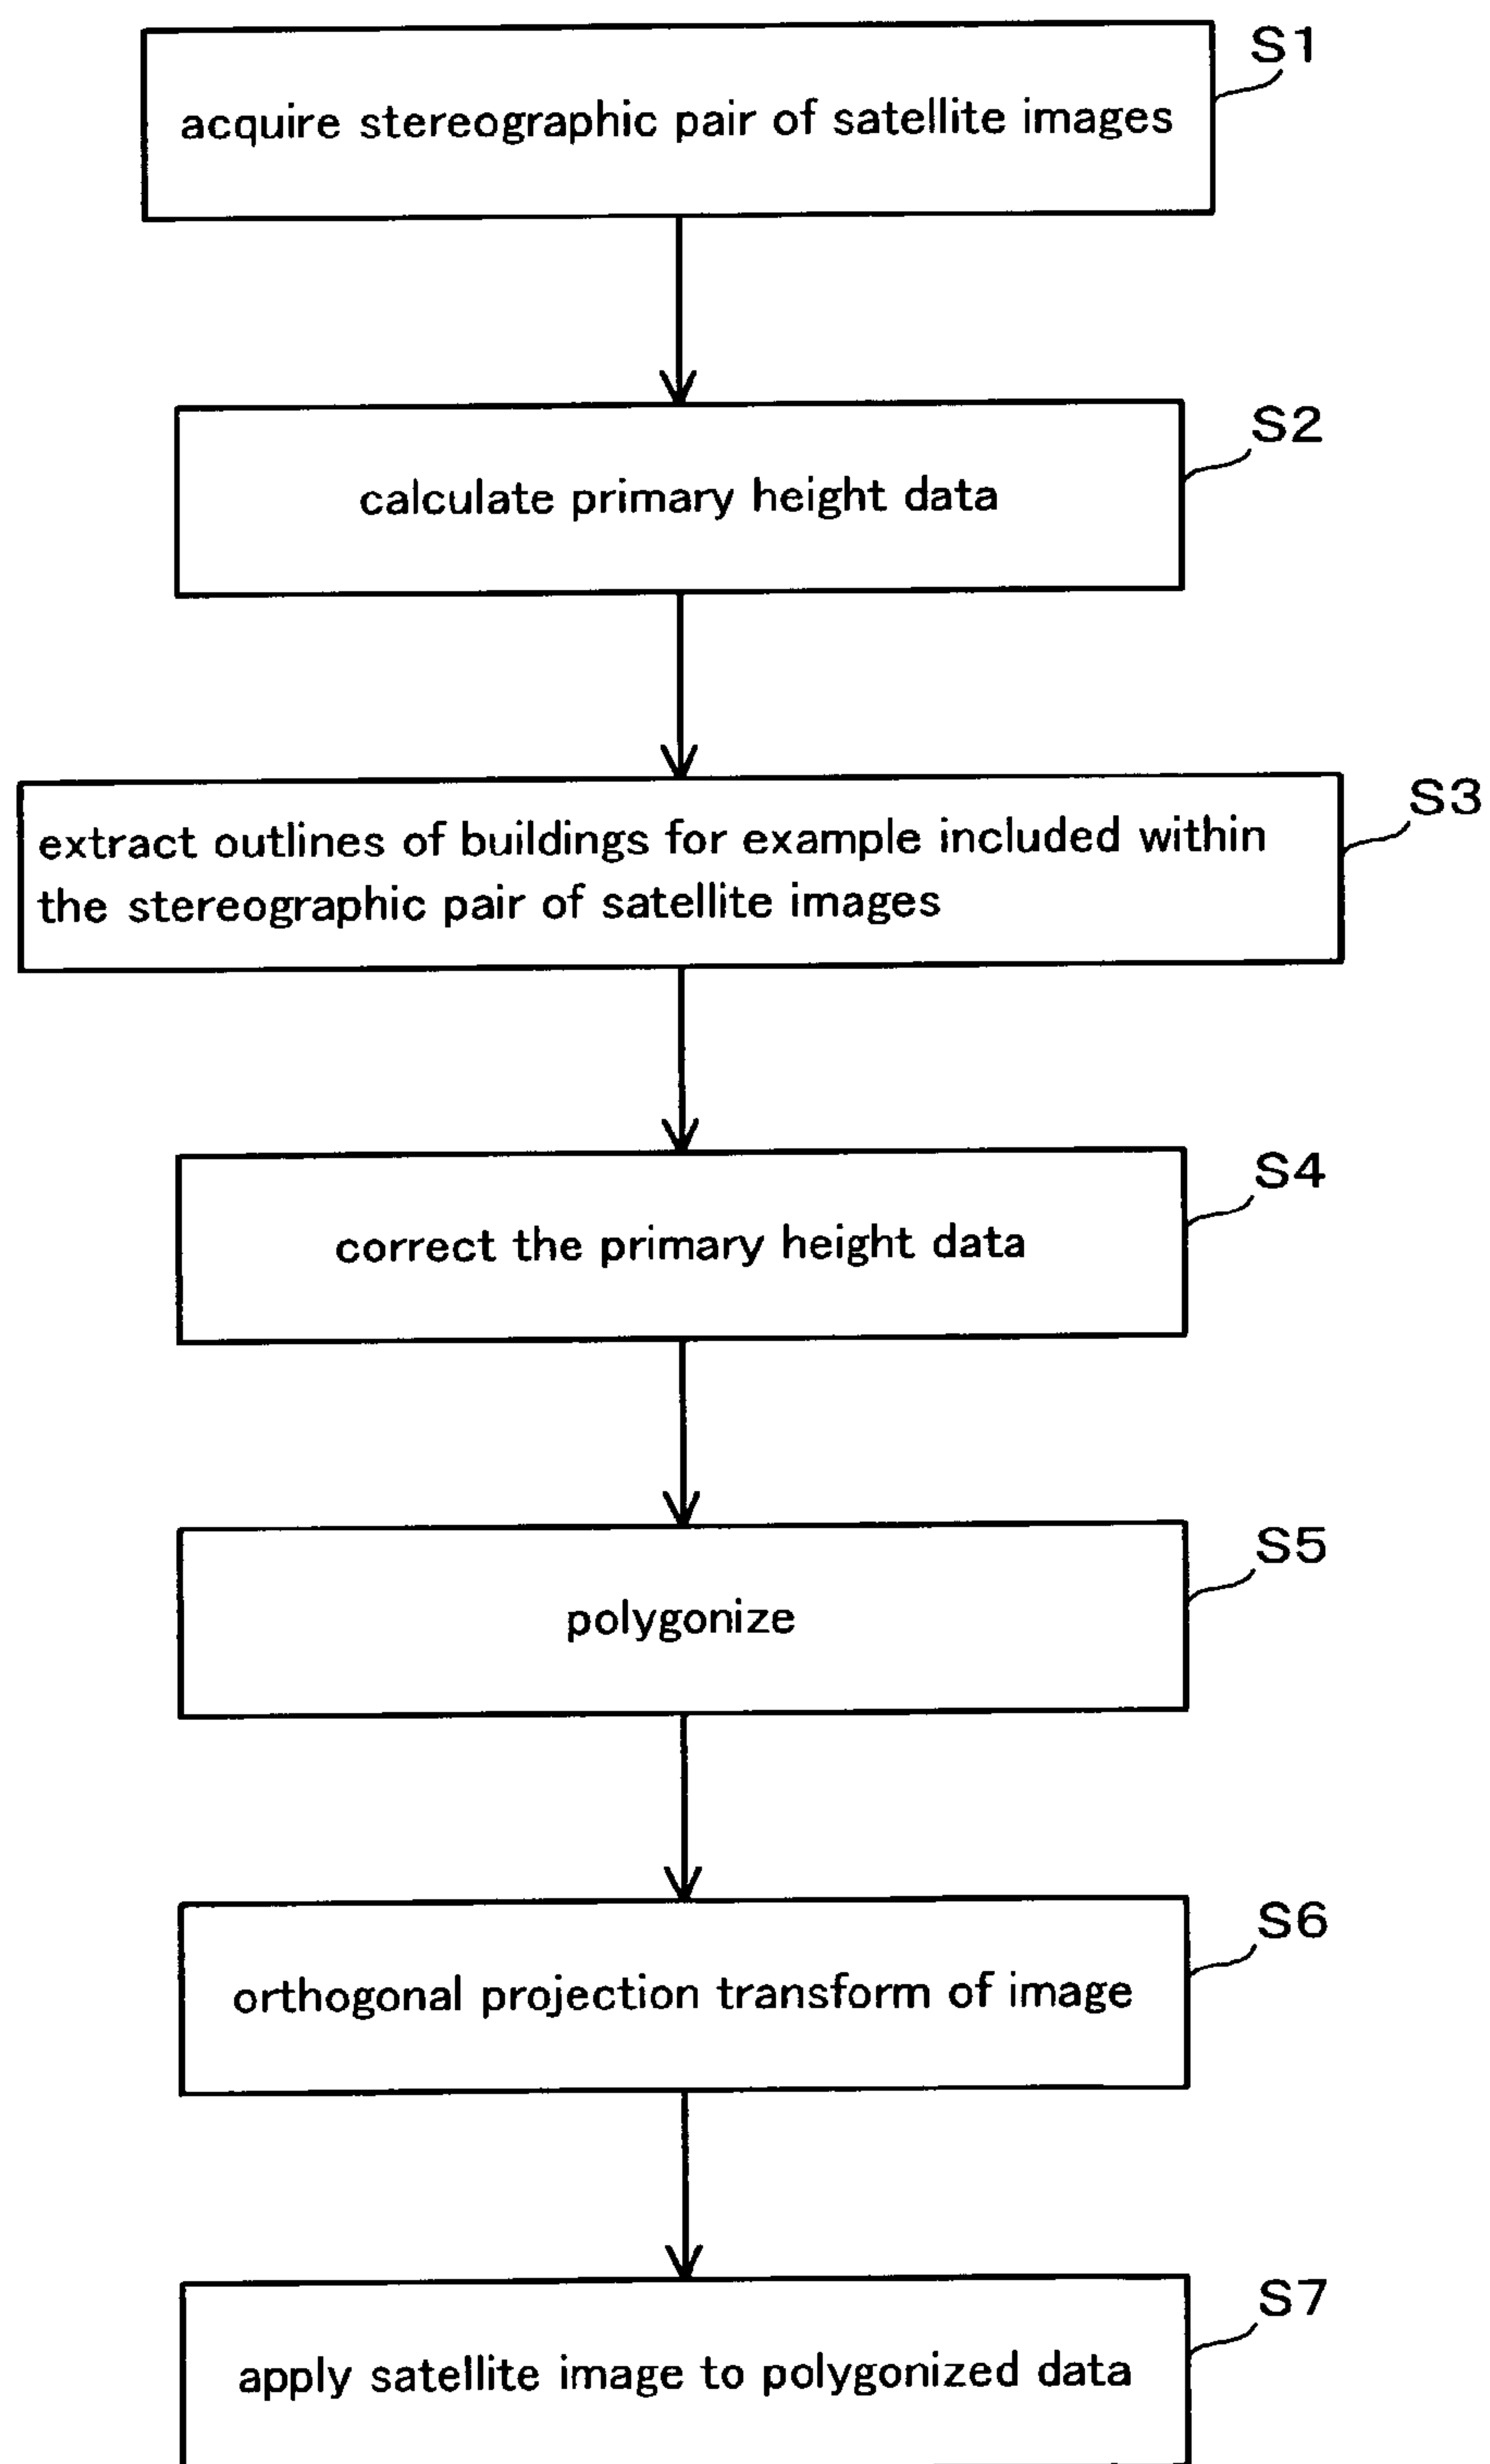 S1
acquire stereographic pair of satellite images
S2
calculate primary height data
S3
extract outlines of buildings for example included within
the stereographic pair of satellite images
S4
correct the primary height data
S5
polygonize
S6
orthogonal projection transform of image
S7
apply satellite image to polygonized data